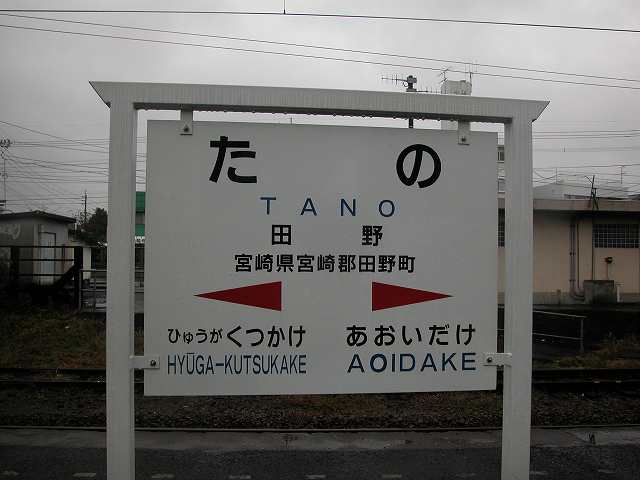 たの
TANO
田野
宮崎県宮崎郡田野町
ひゅうがくつかけ あおいだけ
HYŪGA-KUTSUKAKE AOIDAKE